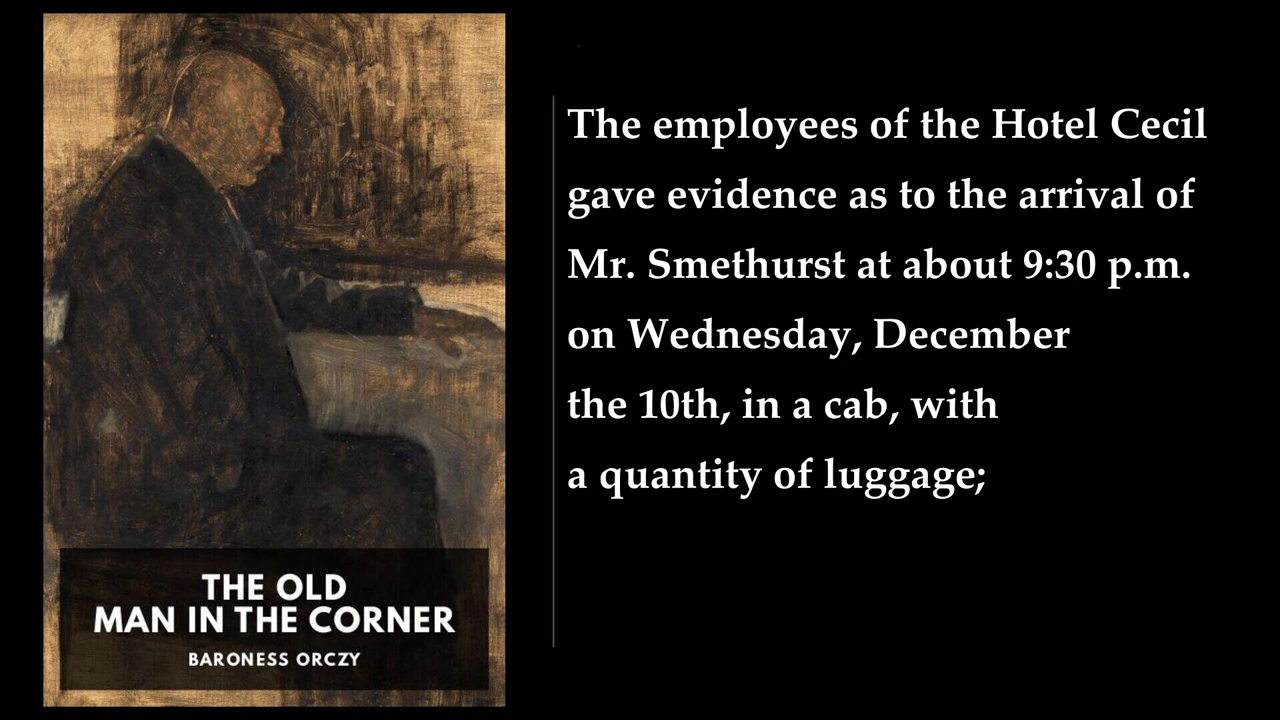 THE OLD
MAN IN THE CORNER
BARONESS ORCZY
The employees of the Hotel Cecil
gave evidence as to the arrival of
Mr. Smethurst at about 9:30 p.m.
on Wednesday, December
the 10th, in a cab, with
a quantity of luggage;